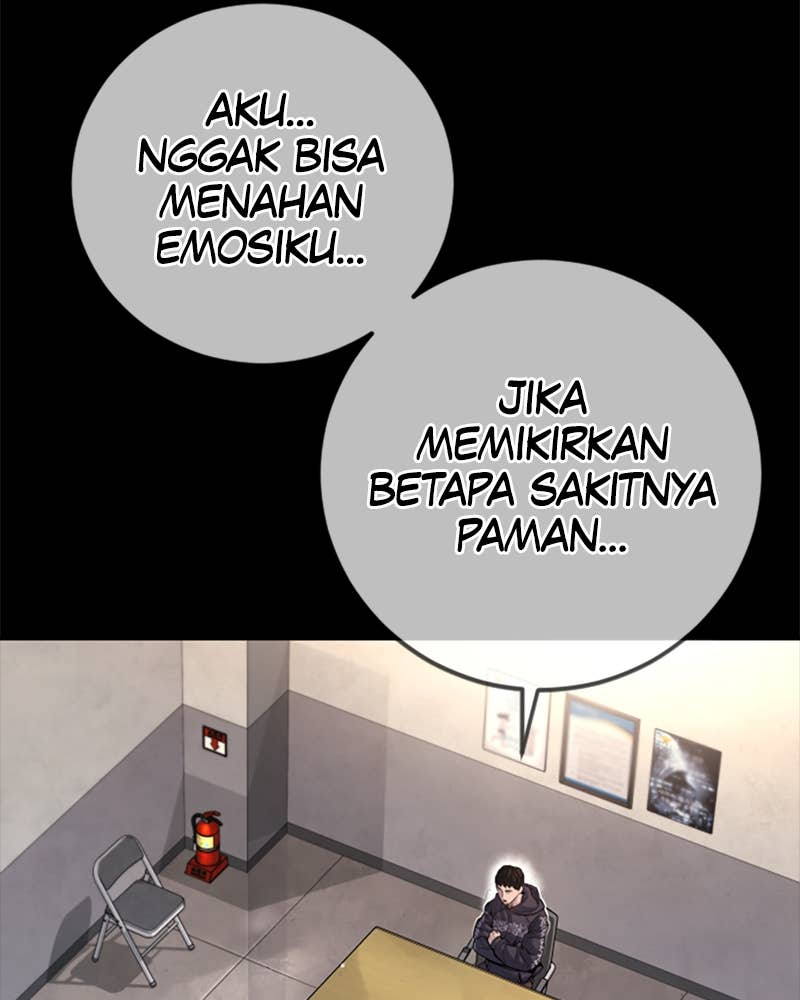 AKU...
NGGAK BISA
MENAHAN
EMOSIKU...
JIKA
MEMIKIRKAN
BETAPA SAKITNYA
PAMAN...